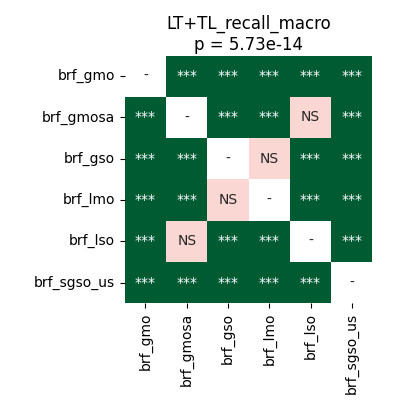 LT+TL_recall_macro
p = 5.73e-14
brf_gmo - *** *** *** *** ***
brf_gmosa *** - *** *** NS ***
brf_gso *** *** - NS *** ***
brf_lmo *** *** NS - *** ***
brf_lso *** NS *** *** - ***
brf_sgso_us *** *** *** *** *** -
brf_gmo brf_gmosa brf_gso brf_lmo brf_lso brf_sgso_us